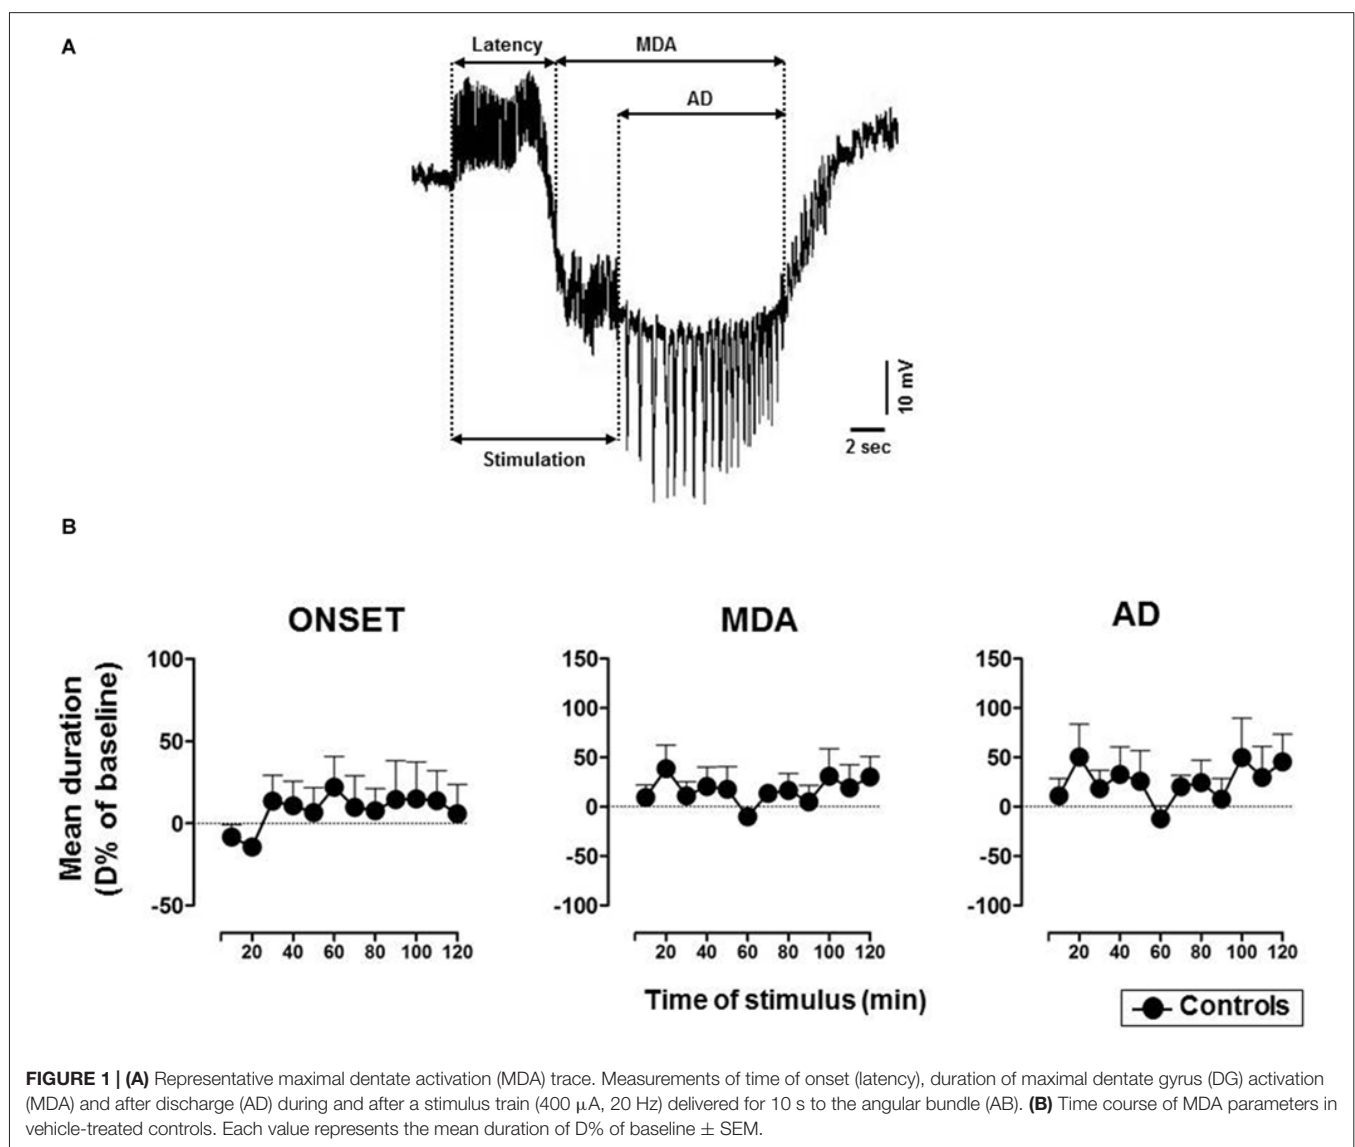 A
Latency
MDA
AD
10 mV
2 sec
Stimulation
B
ONSET
MDA
AD
Mean duration
(D% of baseline)
100
50
0
-50
150
100
50
0
-50
-100
150
100
50
0
-50
-100
20 40 60 80 100 120
20 40 60 80 100 120
20 40 60 80 100 120
Time of stimulus (min)
Controls
FIGURE 1 | (A) Representative maximal dentate activation (MDA) trace. Measurements of time of onset (latency), duration of maximal dentate gyrus (DG) activation
(MDA) and after discharge (AD) during and after a stimulus train (400 μA, 20 Hz) delivered for 10 s to the angular bundle (AB). (B) Time course of MDA parameters in
vehicle-treated controls. Each value represents the mean duration of D% of baseline ± SEM.